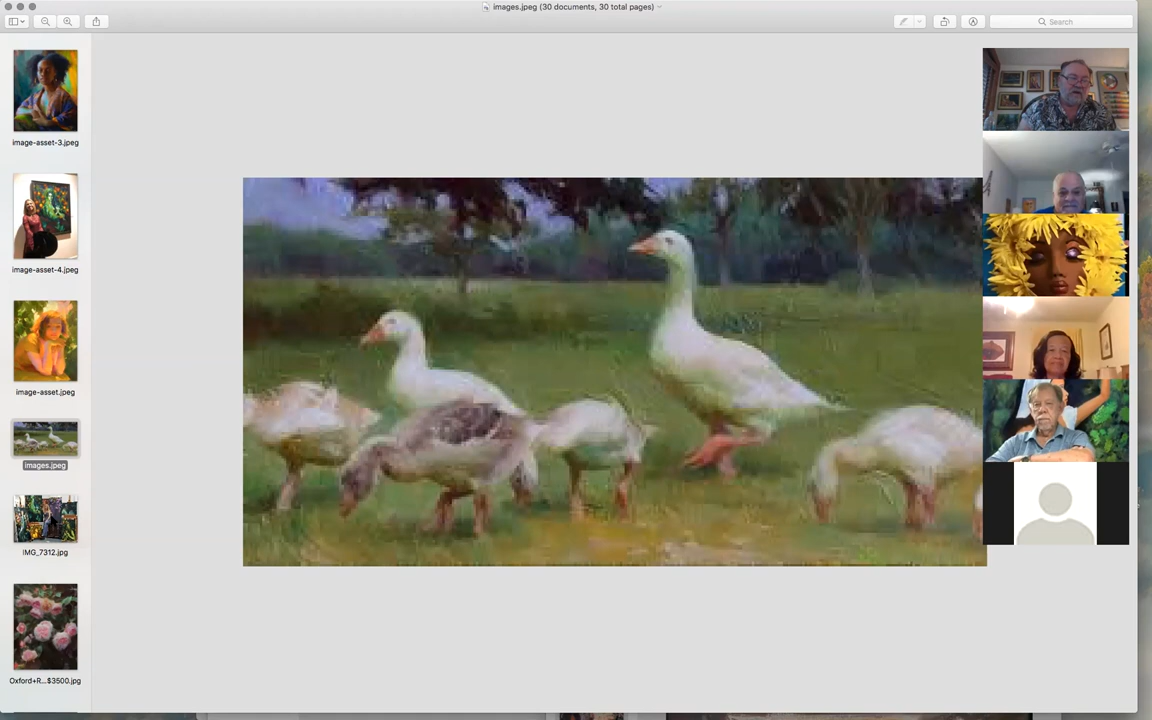 images.jpeg (30 documents, 30 total pages)
Search
image-asset-3.jpeg
image-asset-4.jpeg
image-asset.jpeg
images.jpeg
IMG_7312.jpg
Oxford+R...$3500.jpg